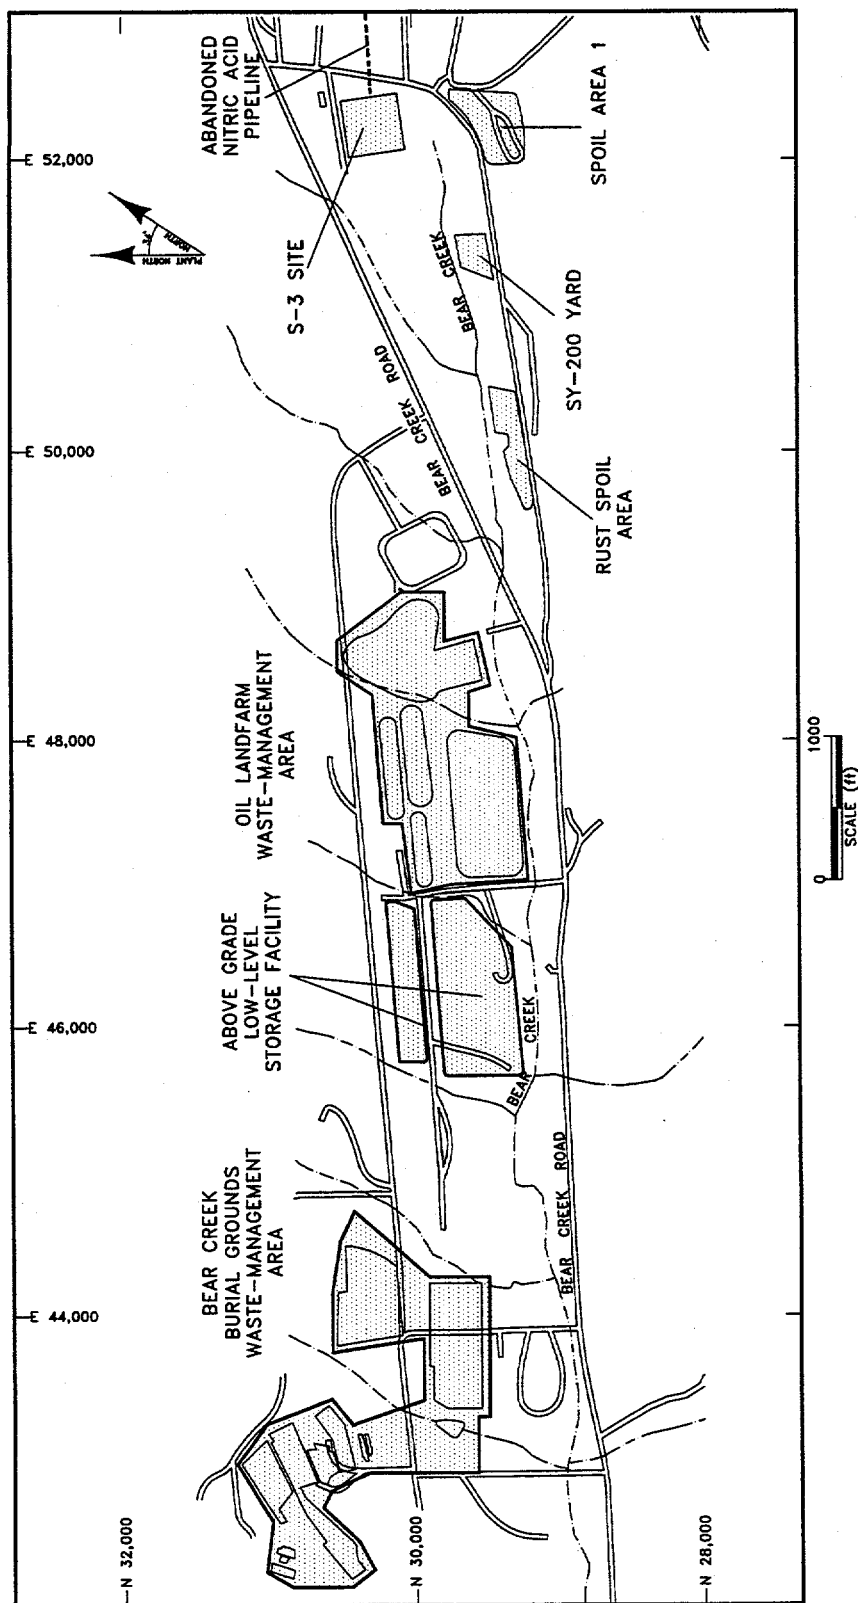 ABANDONED
NITRIC ACID
PIPELINE
SPOIL AREA 1
E 52,000
PLANT NORTH
34°
NORTH
S-3 SITE
BEAR CREEK
SY-200 YARD
BEAR CREEK ROAD
E 50,000
RUST SPOIL
AREA
OIL LANDFARM
WASTE-MANAGEMENT
AREA
E 48,000
0
1000
SCALE (ft)
ABOVE GRADE
LOW-LEVEL
STORAGE FACILITY
E 46,000
BEAR CREEK
BEAR CREEK ROAD
BEAR CREEK
BURIAL GROUNDS
WASTE-MANAGEMENT
AREA
E 44,000
N 32,000
N 30,000
N 28,000